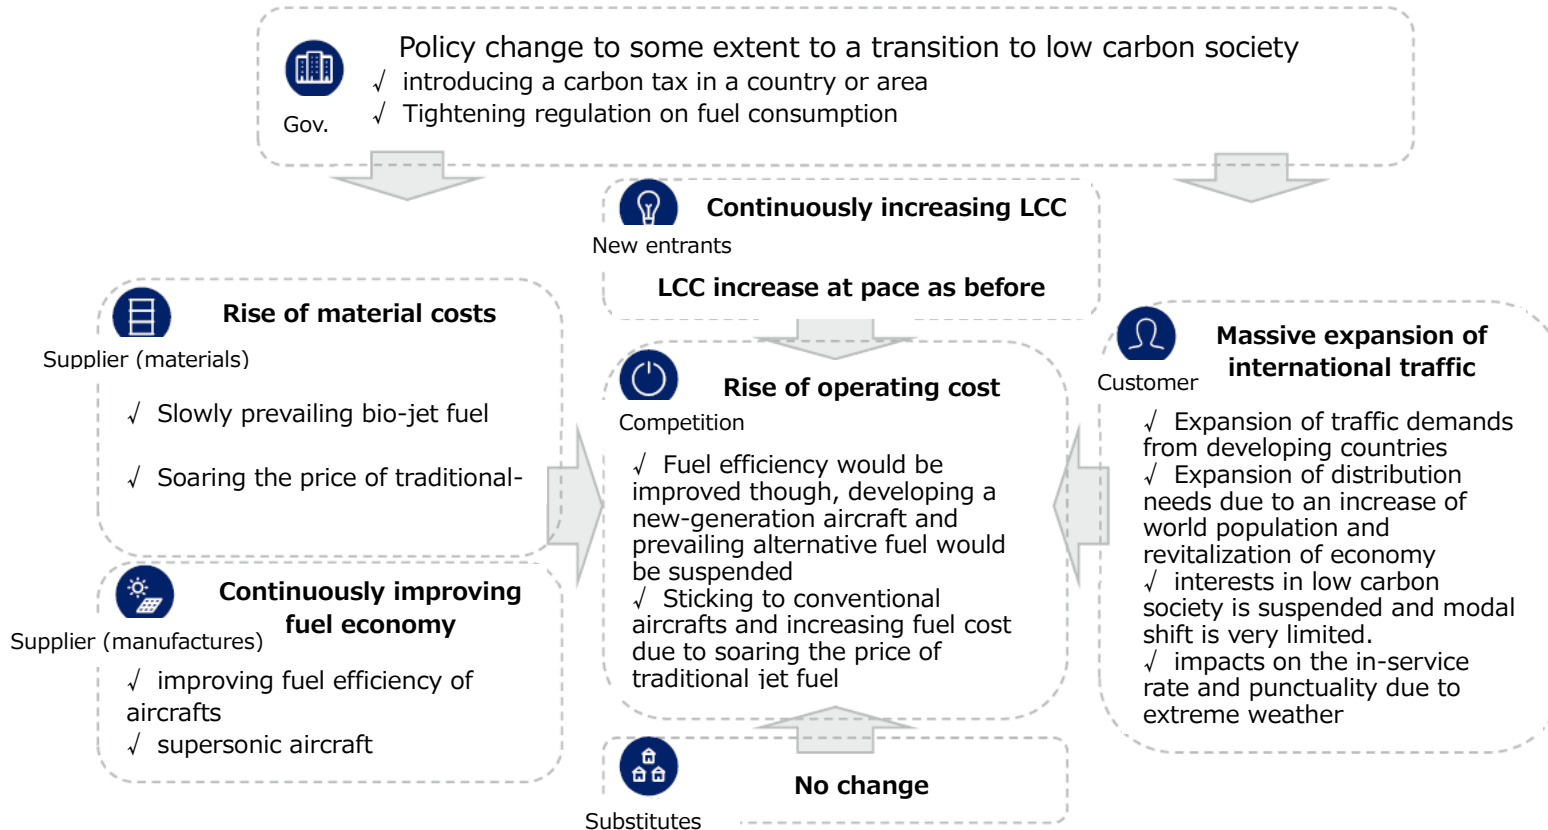 Policy change to some extent to a transition to low carbon society
√ introducing a carbon tax in a country or area
√ Tightening regulation on fuel consumption
Gov.
Continuously increasing LCC
New entrants
LCC increase at pace as before
Rise of material costs
Supplier (materials)
√ Slowly prevailing bio-jet fuel
√ Soaring the price of traditional-
Continuously improving
fuel economy
Supplier (manufactures)
√ improving fuel efficiency of
aircrafts
√ supersonic aircraft
Rise of operating cost
Competition
√ Fuel efficiency would be
improved though, developing a
new-generation aircraft and
prevailing alternative fuel would
be suspended
√ Sticking to conventional
aircrafts and increasing fuel cost
due to soaring the price of
traditional jet fuel
Massive expansion of
international traffic
Customer
√ Expansion of traffic demands
from developing countries
√ Expansion of distribution
needs due to an increase of
world population and
revitalization of economy
√ interests in low carbon
society is suspended and modal
shift is very limited.
√ impacts on the in-service
rate and punctuality due to
extreme weather
No change
Substitutes